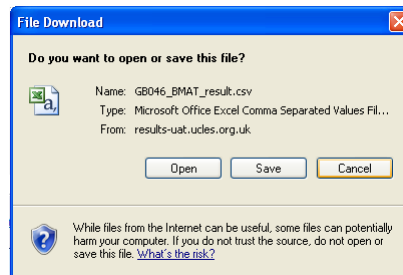 File Download
Do you want to open or save this file?
Name: GB046_BMAT_result.csv
Type: Microsoft Office Excel Comma Separated Values Fil...
From: results-uat.ucles.org.uk
Open Save Cancel
While files from the Internet can be useful, some files can potentially
harm your computer. If you do not trust the source, do not open or
save this file. What's the risk?